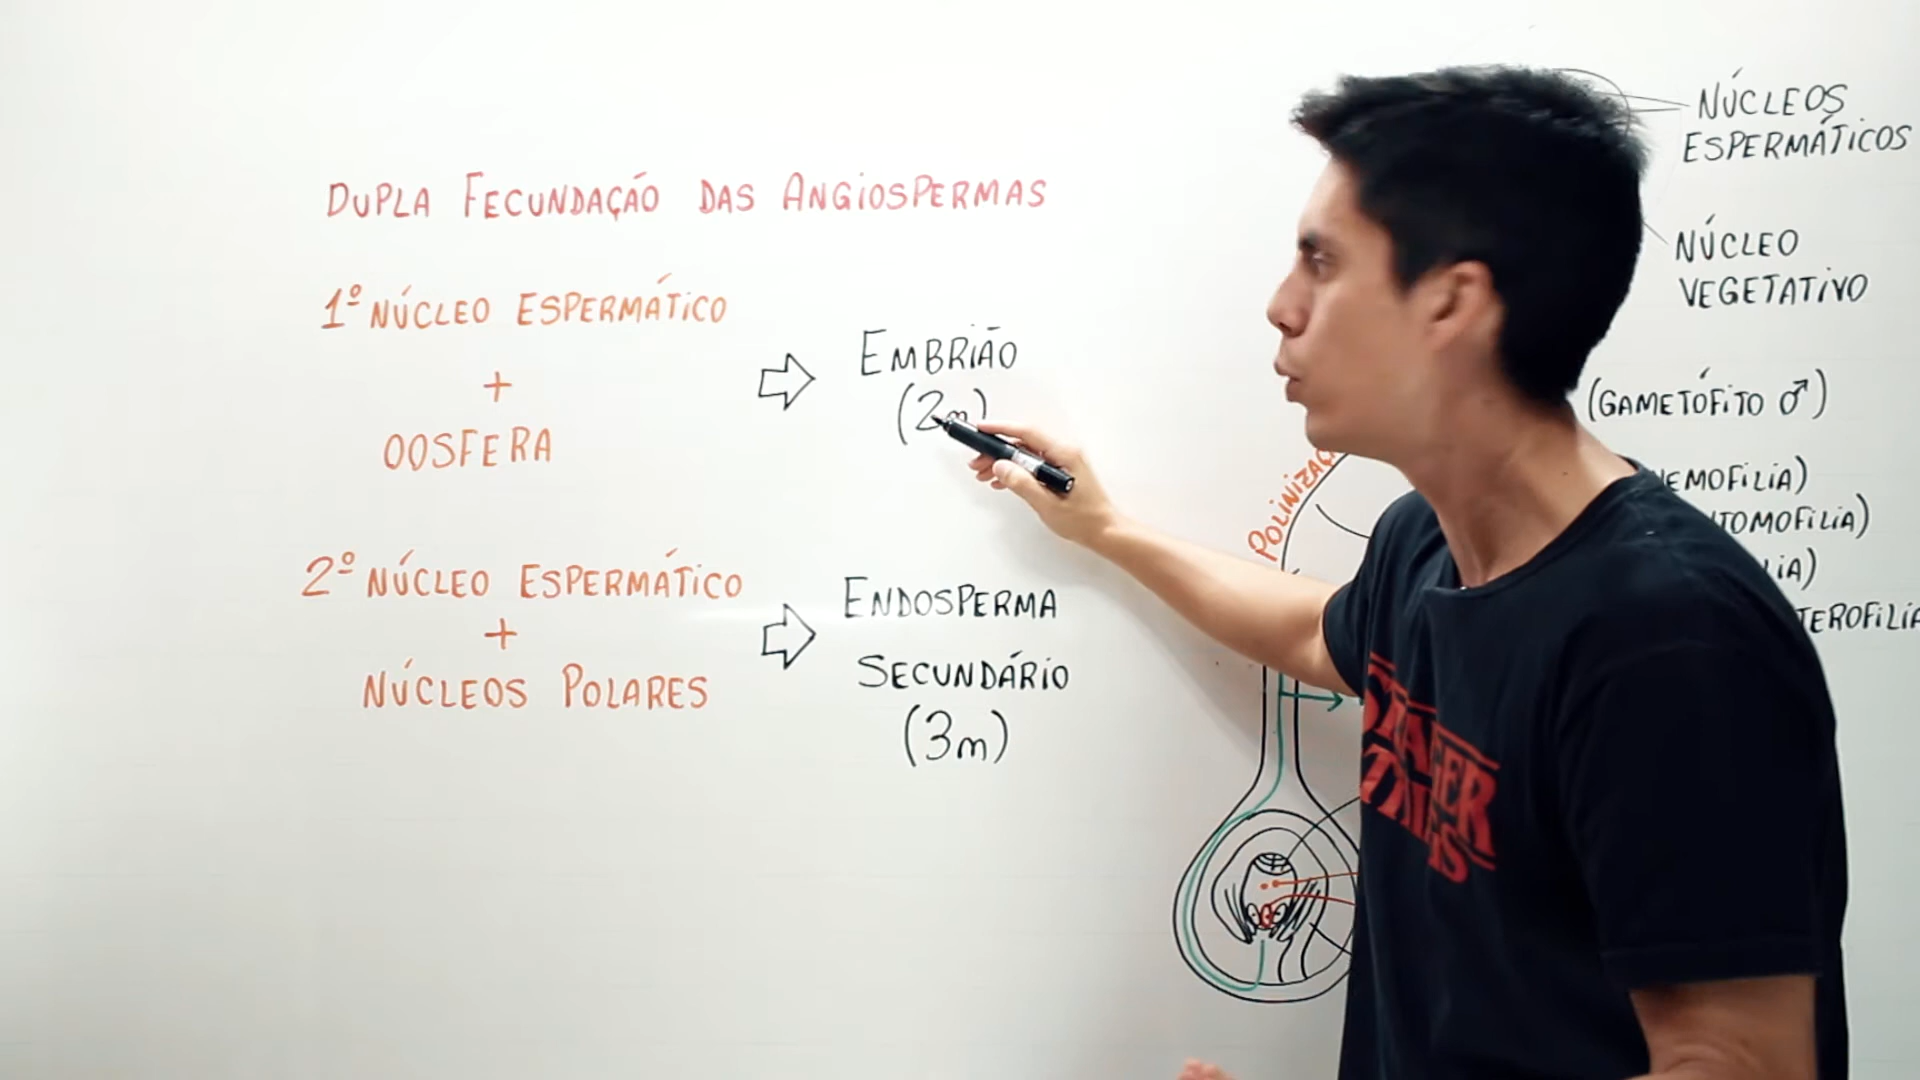 DUPLA FECUNDAÇÃO DAS ANGIOSPERMAS
1º NÚCLEO ESPERMÁTICO
+
OOSFERA
EMBRIÃO
(2n)
2º NÚCLEO ESPERMÁTICO
+
NÚCLEOS POLARES
ENDOSPERMA
SECUNDÁRIO
(3n)
NÚCLEOS
ESPERMÁTICOS
NÚCLEO
VEGETATIVO
(GAMETÓFITO ♂)